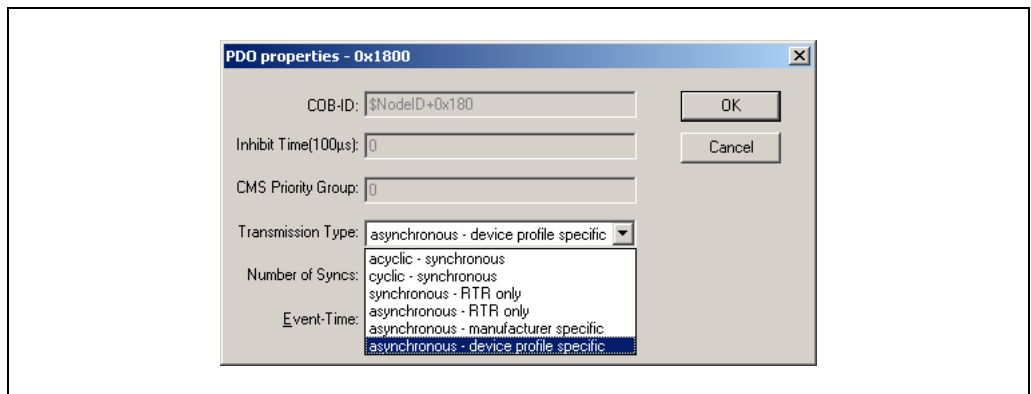 PDO properties - 0x1800
COB-ID: $NodeID+0x180
OK
Inhibit Time(100µs): 0
Cancel
CMS Priority Group: 0
Transmission Type: asynchronous - device profile specific
acyclic - synchronous
Number of Syncs: cyclic - synchronous
synchronous - RTR only
Event-Time: asynchronous - RTR only
asynchronous - manufacturer specific
asynchronous - device profile specific